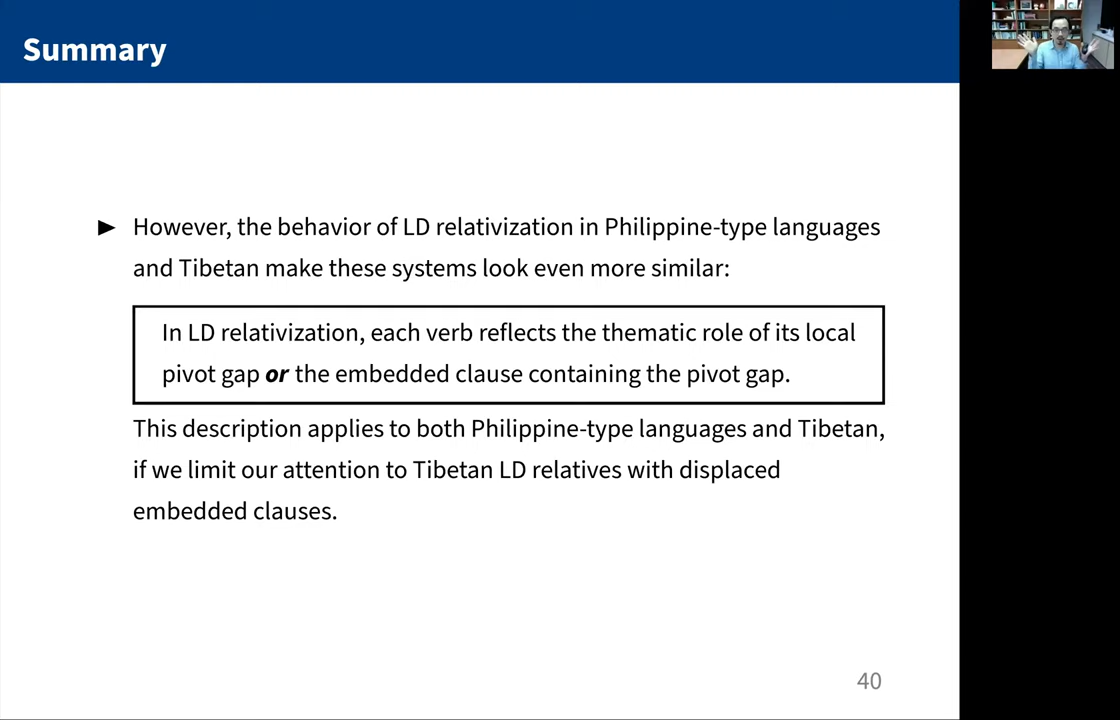 Summary
► However, the behavior of LD relativization in Philippine-type languages
and Tibetan make these systems look even more similar:
In LD relativization, each verb reflects the thematic role of its local
pivot gap or the embedded clause containing the pivot gap.
This description applies to both Philippine-type languages and Tibetan,
if we limit our attention to Tibetan LD relatives with displaced
embedded clauses.
40